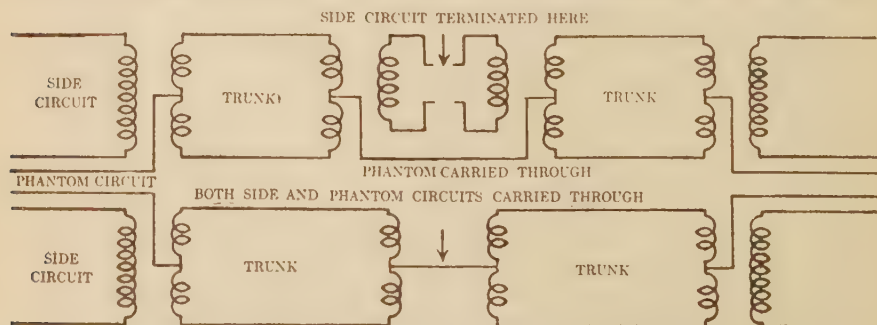 SIDE CIRCUIT TERMINATED HERE
SIDE
CIRCUIT
TRUNK
TRUNK
PHANTOM CARRIED THROUGH
PHANTOM CIRCUIT
BOTH SIDE AND PHANTOM CIRCUITS CARRIED THROUGH
SIDE
CIRCUIT
TRUNK
TRUNK